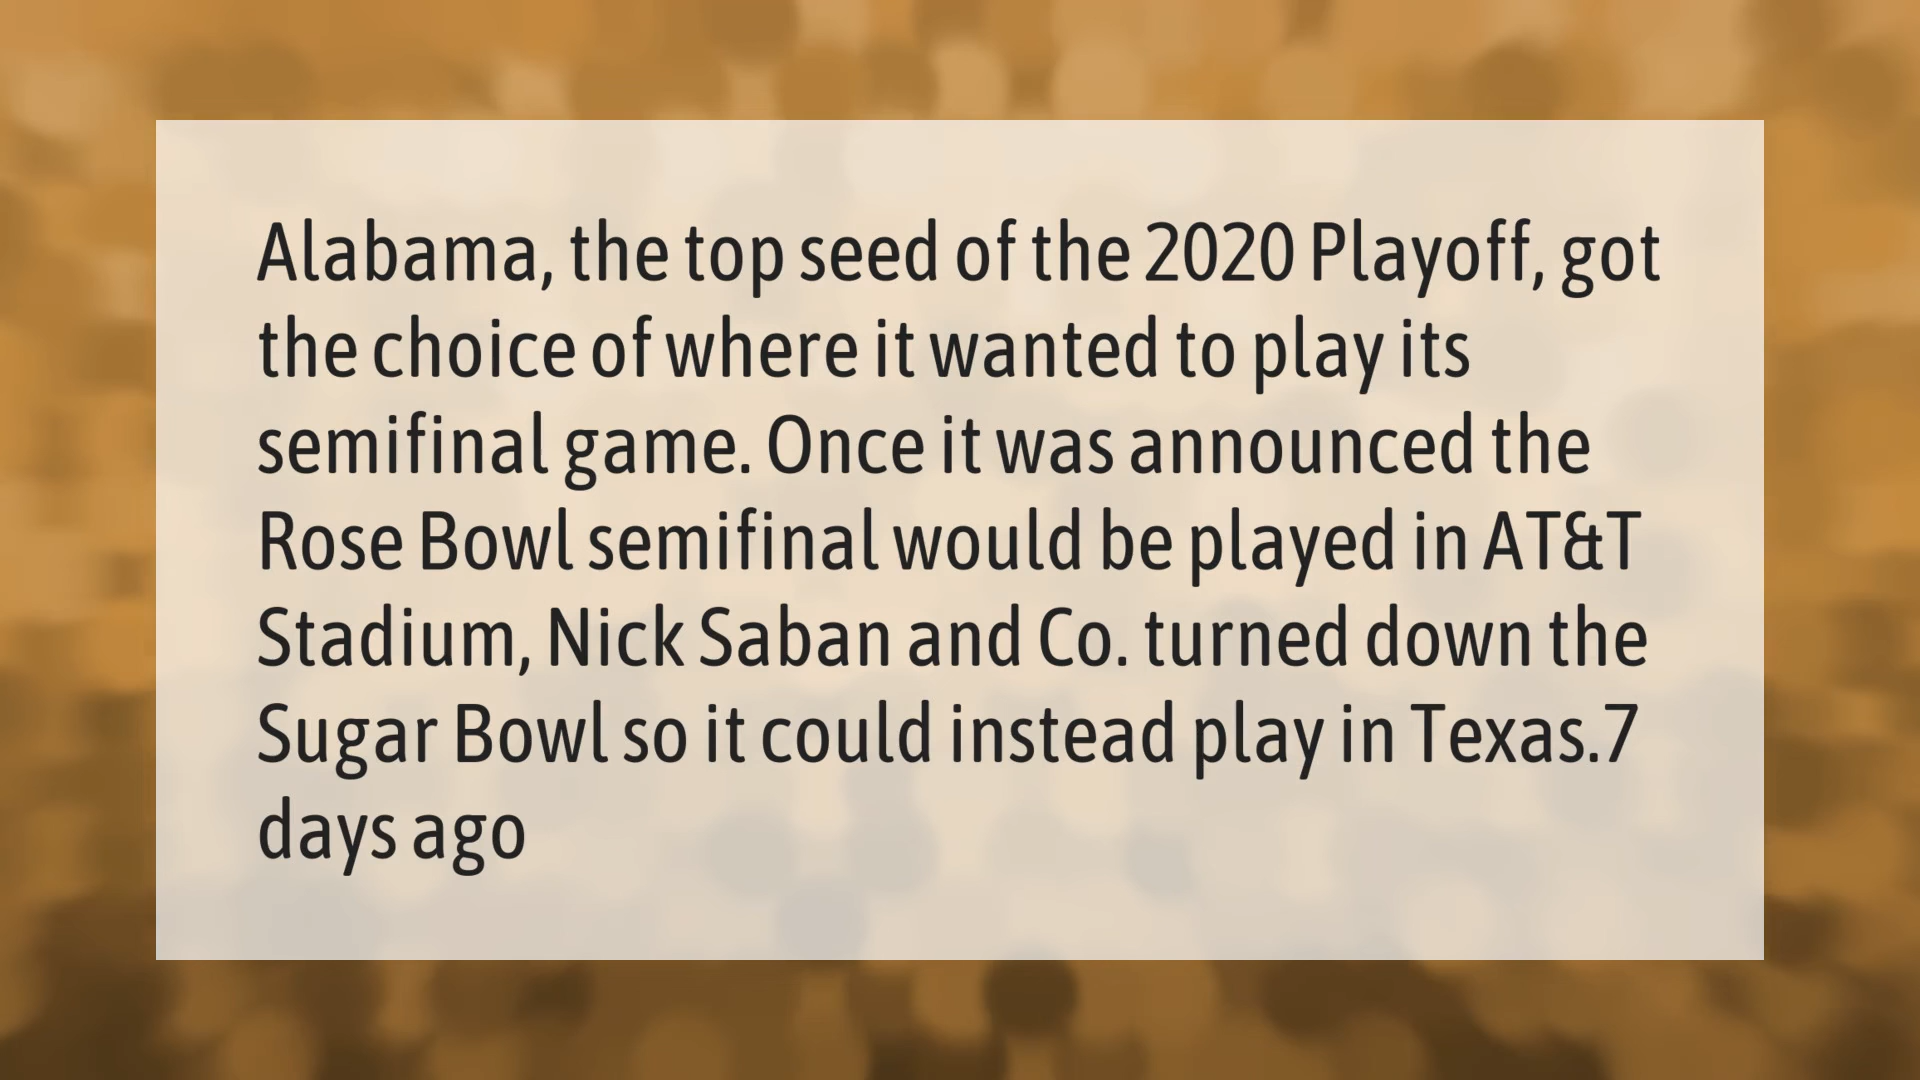 Alabama, the top seed of the 2020 Playoff, got
the choice of where it wanted to play its
semifinal game. Once it was announced the
Rose Bowl semifinal would be played in AT&T
Stadium, Nick Saban and Co. turned down the
Sugar Bowl so it could instead play in Texas.7
days ago